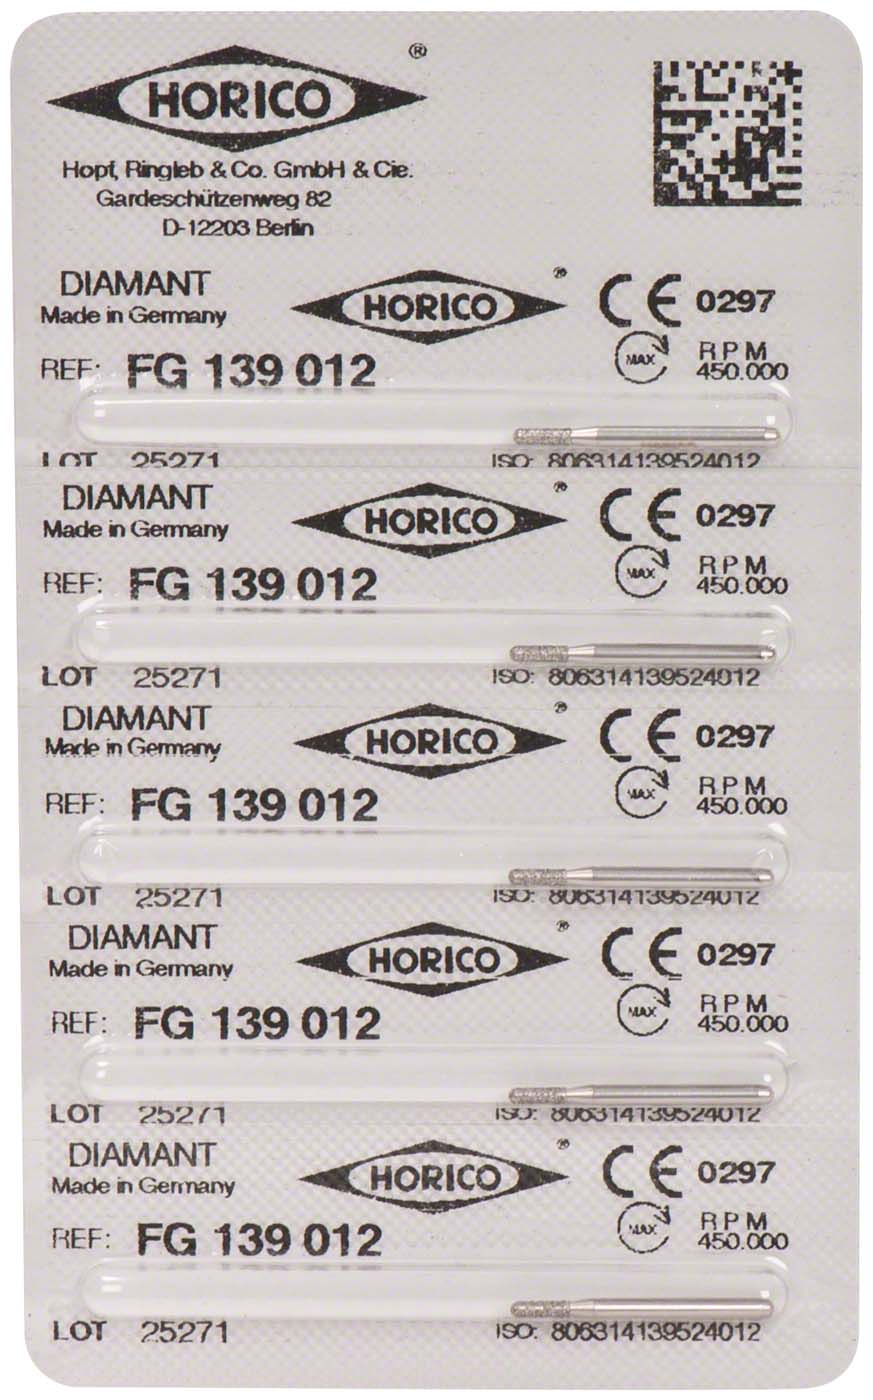 HORICO ®
Hopf, Ringleb & Co. GmbH & Cie.
Gardeschützenweg 82
D-12203 Berlin
DIAMANT HORICO ® CE 0297
Made in Germany
MAX RPM
REF: FG 139 012 450.000
LOT 25271 ISO: 806314139524012
DIAMANT HORICO ® CE 0297
Made in Germany
MAX RPM
REF: FG 139 012 450.000
LOT 25271 ISO: 806314139524012
DIAMANT HORICO ® CE 0297
Made in Germany
MAX RPM
REF: FG 139 012 450.000
LOT 25271 ISO: 806314139524012
DIAMANT HORICO ® CE 0297
Made in Germany
MAX RPM
REF: FG 139 012 450.000
LOT 25271 ISO: 806314139524012
DIAMANT HORICO ® CE 0297
Made in Germany
MAX RPM
REF: FG 139 012 450.000
LOT 25271 ISO: 806314139524012